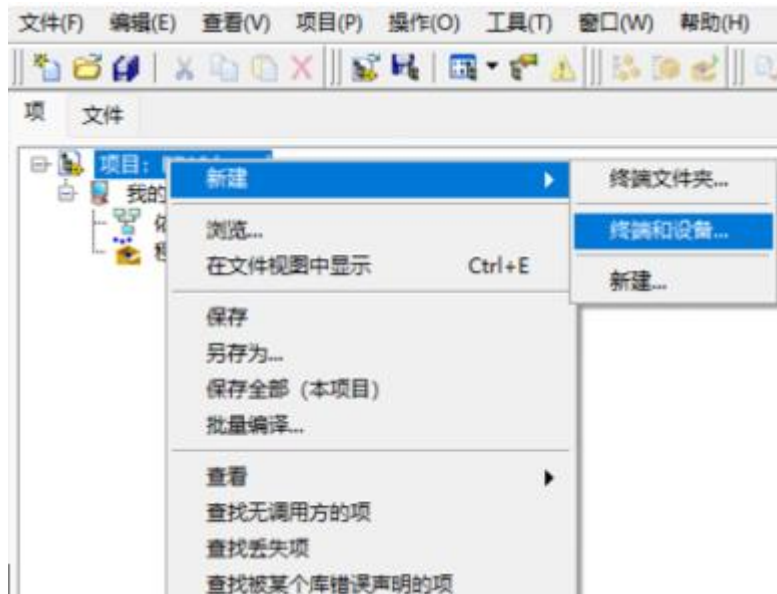 文件(F) 编辑(E) 查看(V) 项目(P) 操作(O) 工具(T) 窗口(W) 帮助(H)
项 文件
项目:
我的
新建
终端文件夹...
终端和设备...
新建...
浏览...
在文件视图中显示 Ctrl+E
保存
另存为...
保存全部（本项目）
批量编译...
查看
查找无调用方的项
查找丢失项
查找被某个库错误声明的项